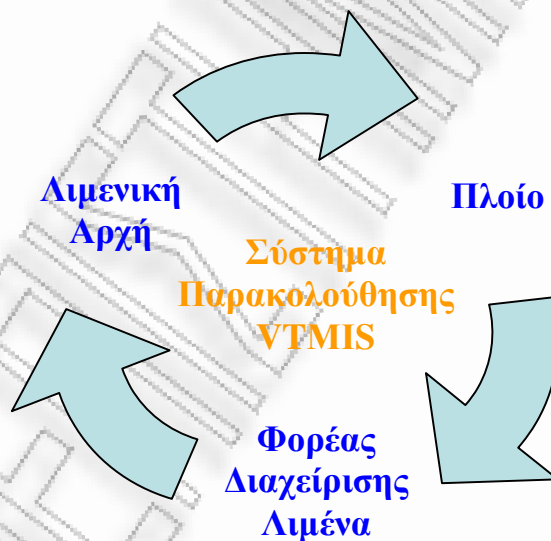 Λιμενική
Αρχή
Πλοίο
Σύστημα
Παρακολούθησης
VTMIS
Φορέας
Διαχείρισης
Λιμένα